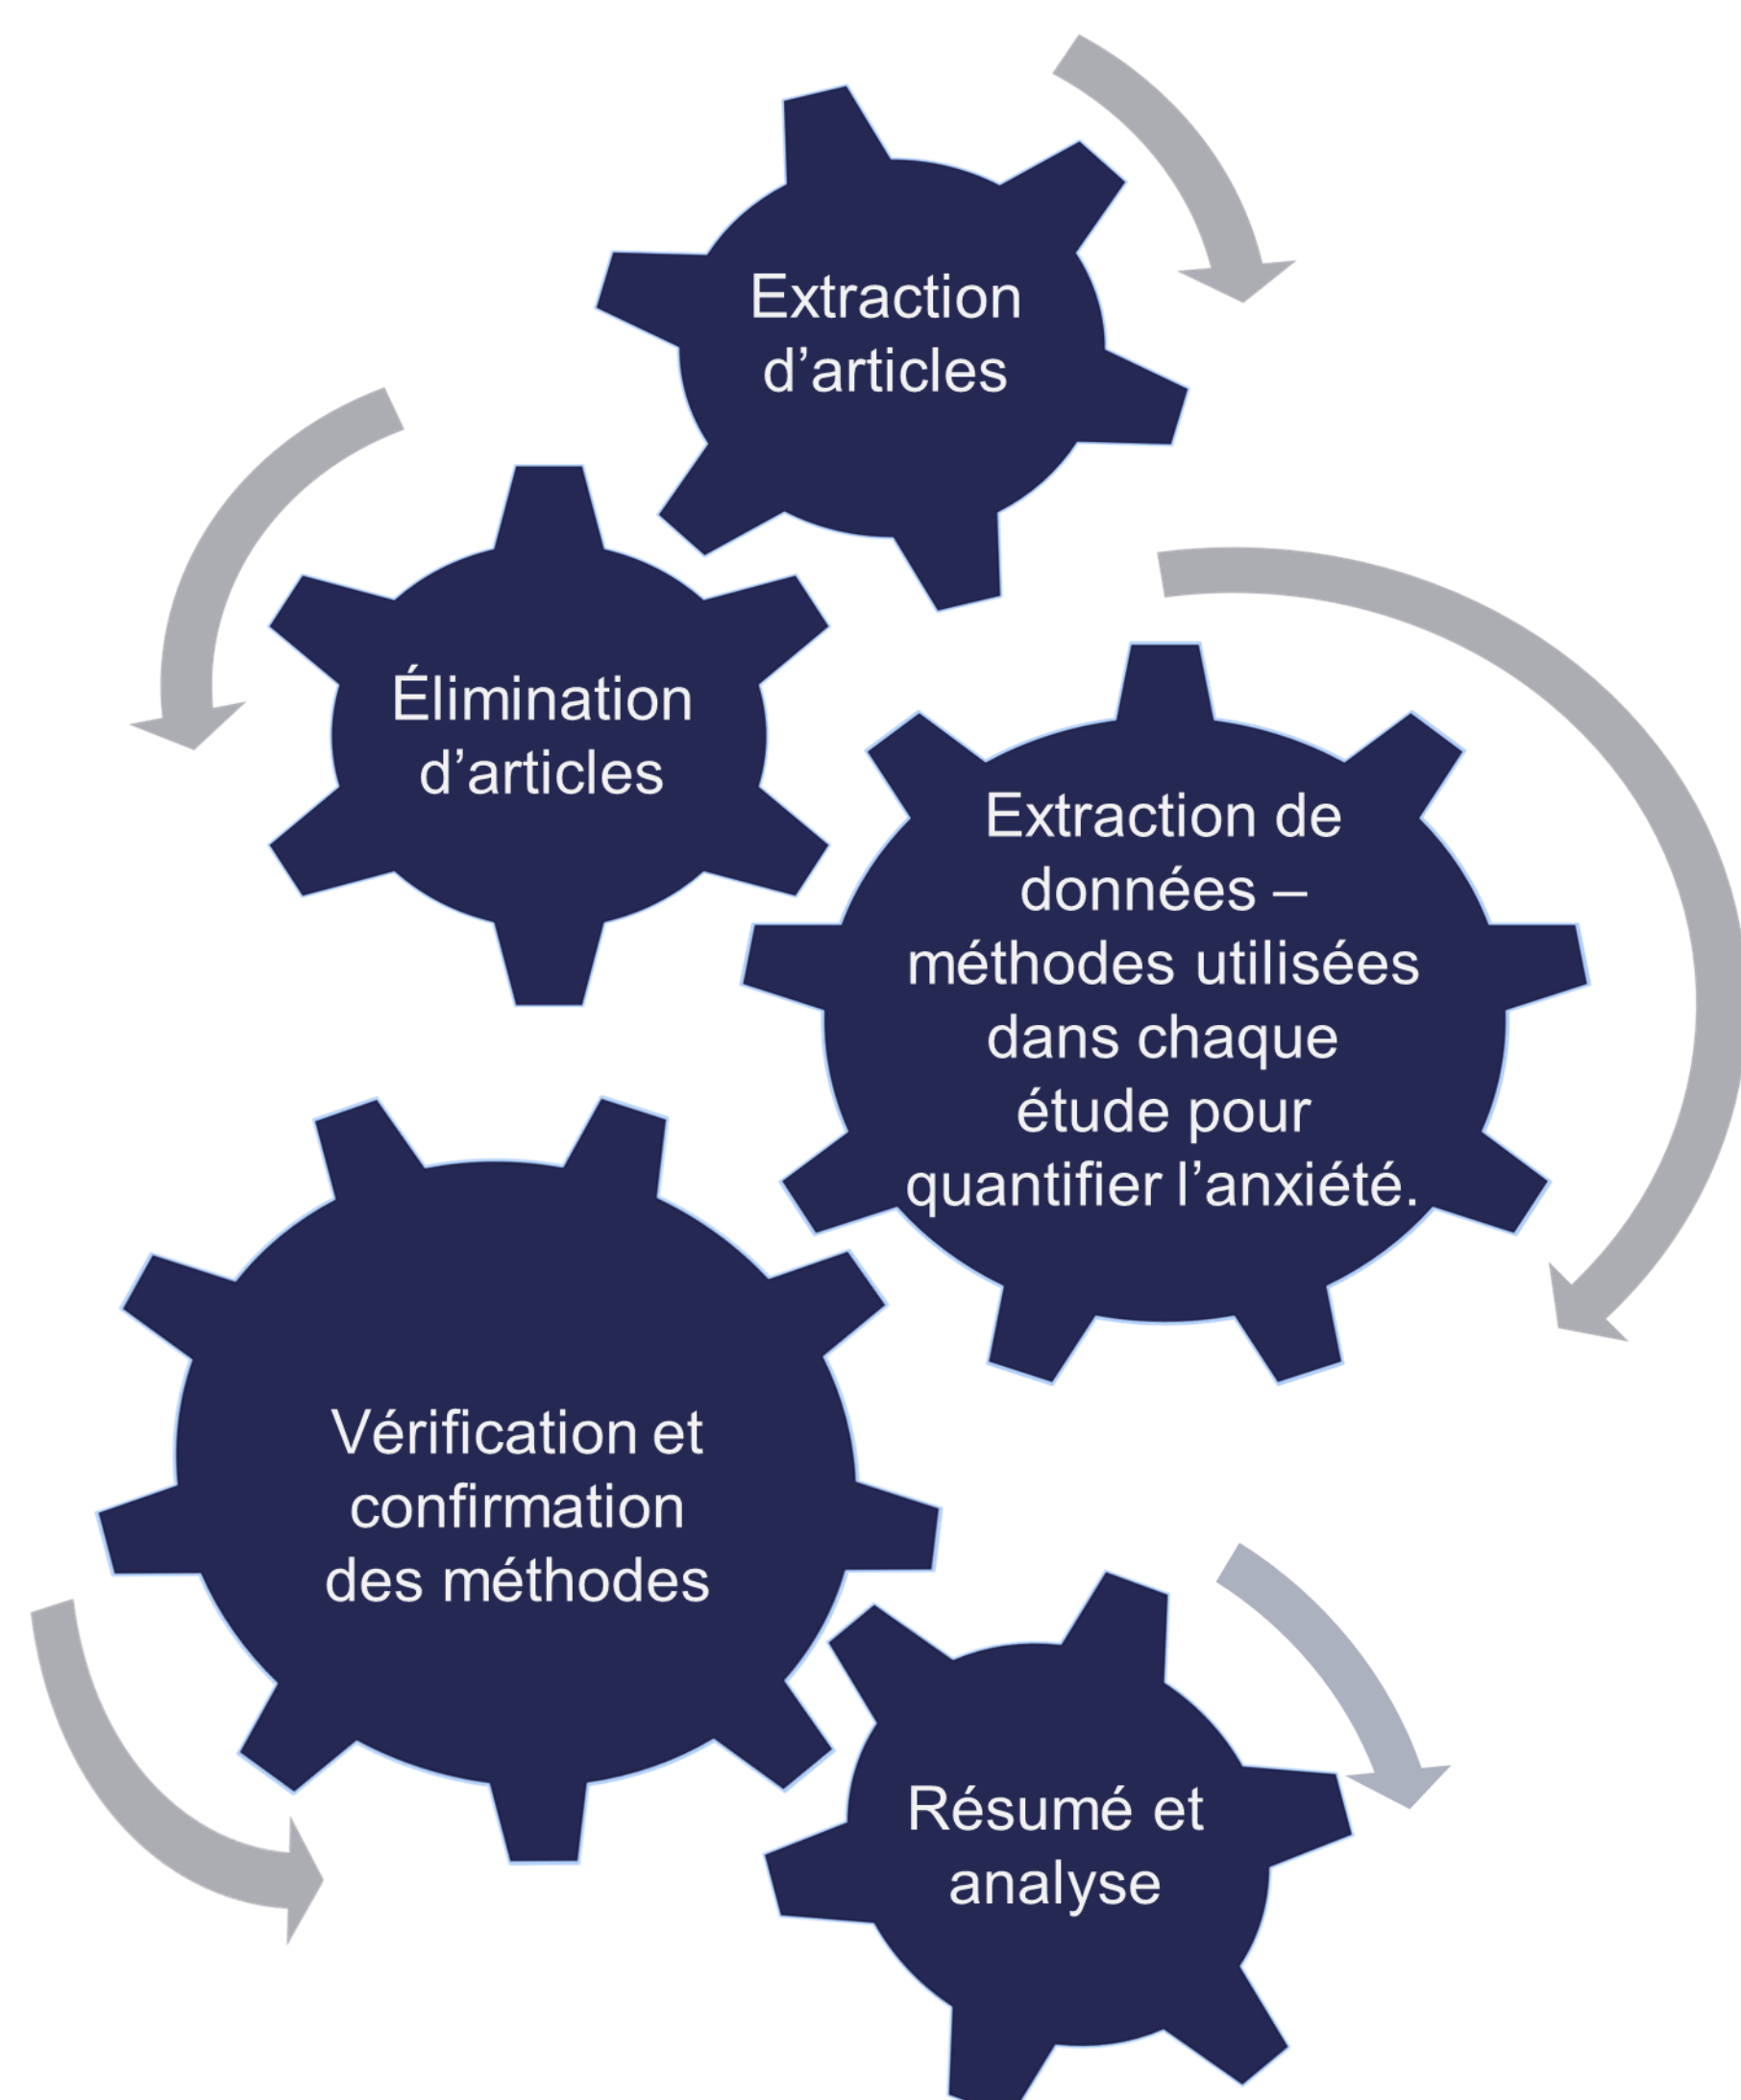 Extraction
d’articles
Élimination
d’articles
Extraction de
données –
méthodes utilisées
dans chaque
étude pour
quantifier l’anxiété.
Vérification et
confirmation
des méthodes
Résumé et
analyse